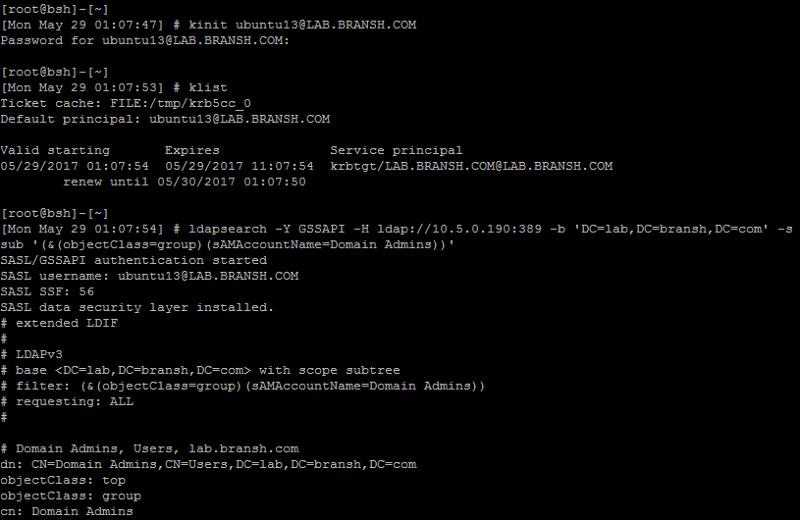 [root@bsh]-[~]
[Mon May 29 01:07:47] # kinit ubuntu13@LAB.BRANSH.COM
Password for ubuntu13@LAB.BRANSH.COM:
[root@bsh]-[~]
[Mon May 29 01:07:53] # klist
Ticket cache: FILE:/tmp/krb5cc_0
Default principal: ubuntu13@LAB.BRANSH.COM
Valid starting       Expires              Service principal
05/29/2017 01:07:54  05/29/2017 11:07:54  krbtgt/LAB.BRANSH.COM@LAB.BRANSH.COM
        renew until 05/30/2017 01:07:50
[root@bsh]-[~]
[Mon May 29 01:07:54] # ldapsearch -Y GSSAPI -H ldap://10.5.0.190:389 -b 'DC=lab,DC=bransh,DC=com' -s
sub '(&(objectClass=group)(sAMAccountName=Domain Admins))'
SASL/GSSAPI authentication started
SASL username: ubuntu13@LAB.BRANSH.COM
SASL SSF: 56
SASL data security layer installed.
# extended LDIF
#
# LDAPv3
# base <DC=lab,DC=bransh,DC=com> with scope subtree
# filter: (&(objectClass=group)(sAMAccountName=Domain Admins))
# requesting: ALL
#
# Domain Admins, Users, lab.bransh.com
dn: CN=Domain Admins,CN=Users,DC=lab,DC=bransh,DC=com
objectClass: top
objectClass: group
cn: Domain Admins